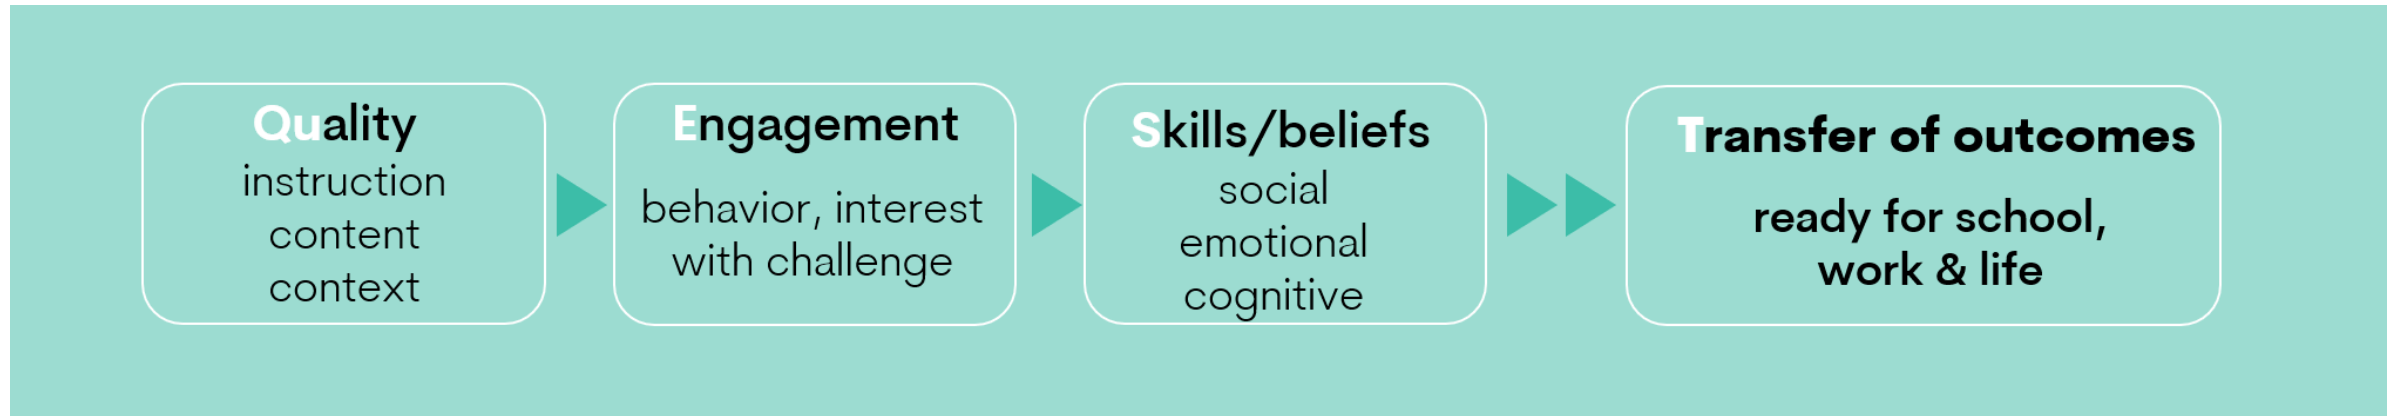 Quality
instruction
content
context
Engagement
behavior, interest
with challenge
Skills/beliefs
social
emotional
cognitive
Transfer of outcomes
ready for school,
work & life